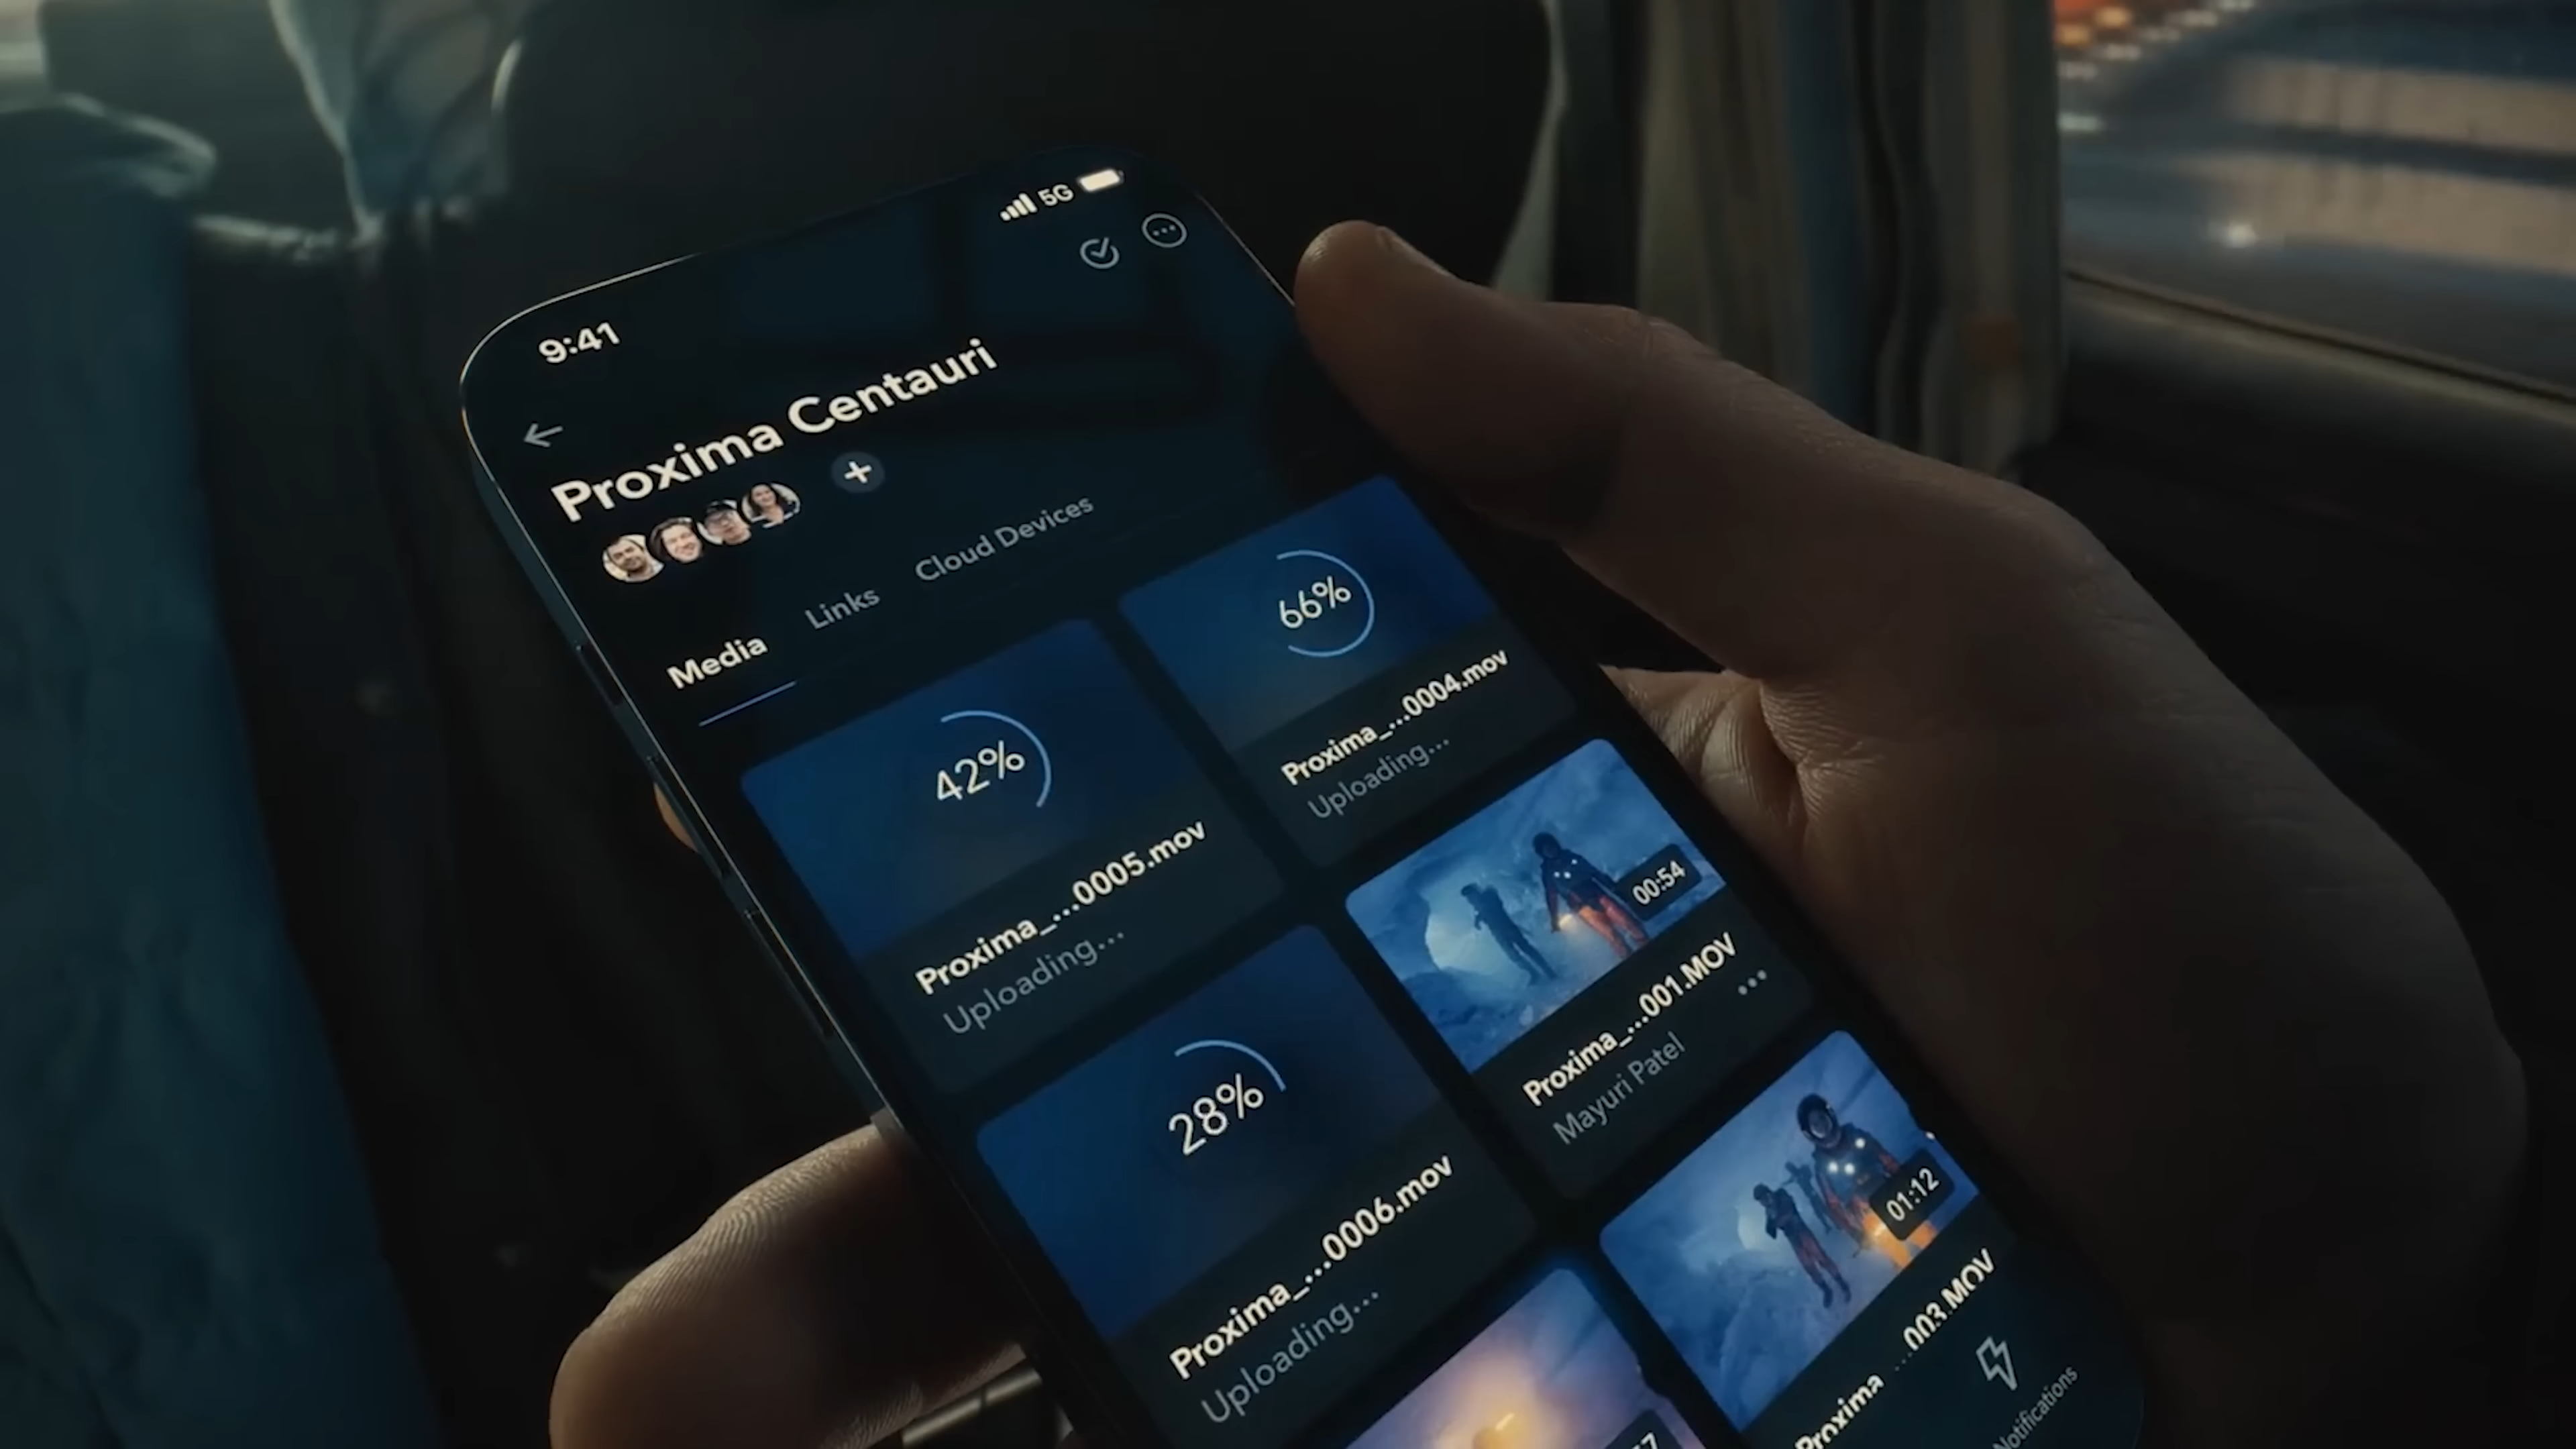 5G
9:41
Proxima Centauri
Media
Links
Cloud Devices
42%
Proxima_...0005.mov
Uploading...
66%
Proxima_...0004.mov
Uploading...
28%
Proxima_...0006.mov
Uploading...
00:54
Proxima_...001.MOV
Mayuri Patel
01:12
Proxima ...003.MOV
Notifications